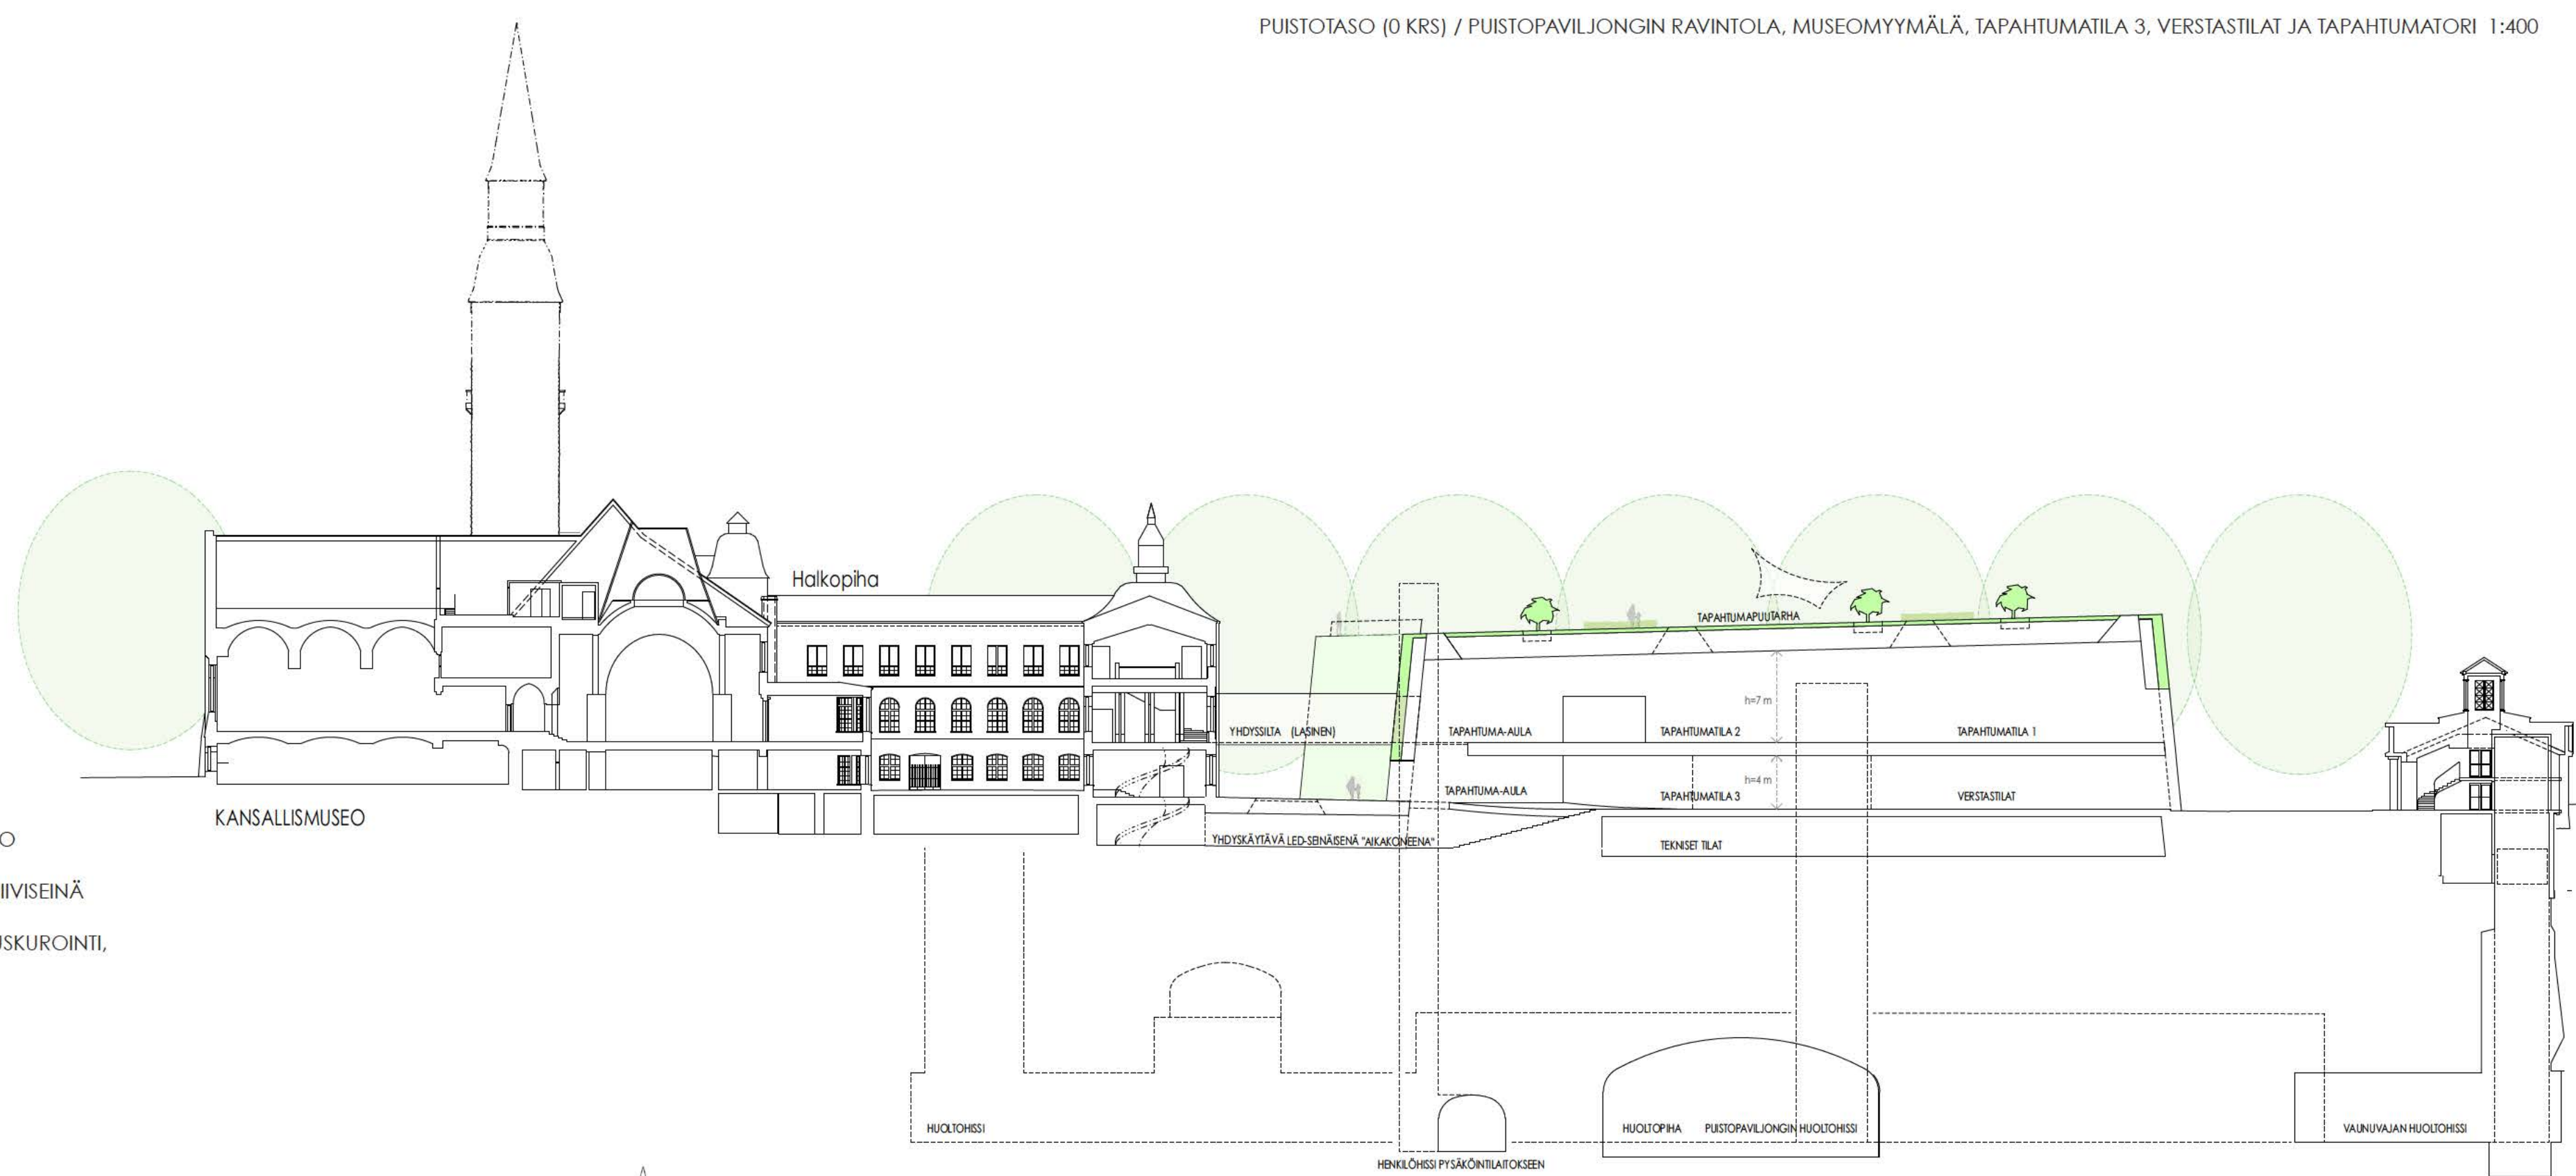 PUISTOTASO (0 KRS) / PUISTOPAVILJONGIN RAVINTOLA, MUSEOMYYMÄLÄ, TAPAHTUMATILA 3, VERSTASTILAT JA TAPAHTUMATORI 1:400
Halkopiha
TAPAHTUMAPUUTARHA
h=7 m
YHDYSSILTA (LASINEN)
TAPAHTUMA-AULA
TAPAHTUMATILA 2
TAPAHTUMATILA 1
h=4 m
TAPAHTUMA-AULA
TAPAHTUMATILA 3
VERSTASTILAT
KANSALLISMUSEO
O
YHDYSKÄYTÄVÄ LED-SEINÄISENÄ "AIKAKONEENA"
TEKNISET TILAT
IIVISEINÄ
USKUROINTI,
HUOLTOHISSI
HUOLTOPIHA
PUISTOPAVILJONGIN HUOLTOHISSI
VAUNUVAJAN HUOLTOHISSI
HENKILÖHISSI PYSÄKÖINTILAITOKSEEN